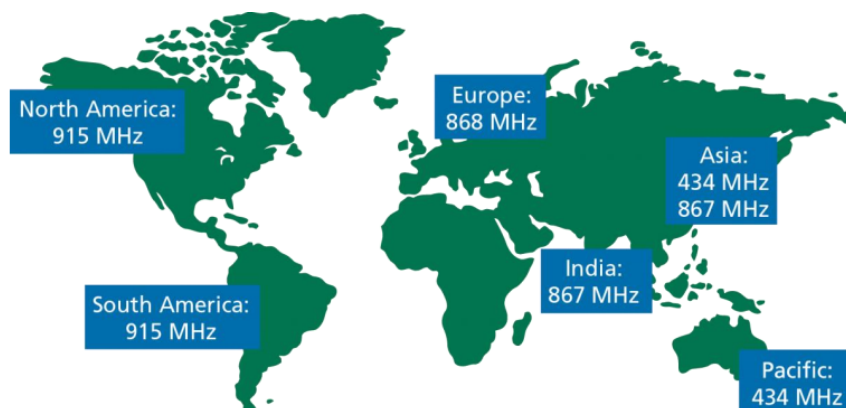 North America:
915 MHz
Europe:
868 MHz
Asia:
434 MHz
867 MHz
India:
867 MHz
South America:
915 MHz
Pacific:
434 MHz